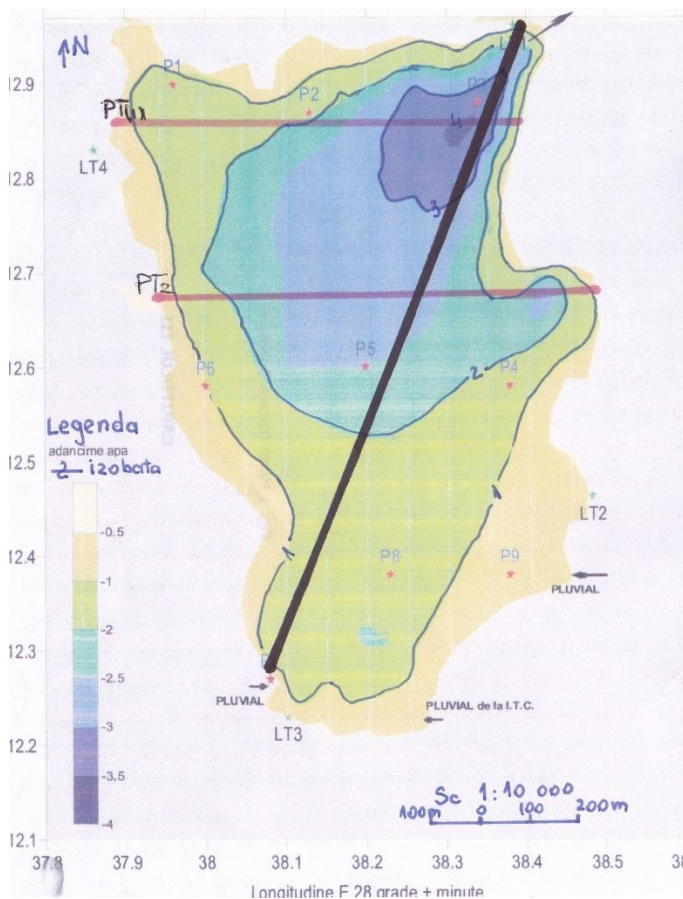 ↑N
12.9
12.8
12.7
12.6
12.5
12.4
12.3
12.2
12.1
P1
P2
P3
LT4
PT2
P5
P6
P4
2
3
4
1
1
LT2
P8
P9
PLUVIAL
PLUVIAL
PLUVIAL de la I.T.C.
LT3
Legenda
adancime apa
2 izobata
-0.5
-1
-2
-2.5
-3
-3.5
-4
Sc 1:10 000
100m 0 100 200m
37.8 37.9 38 38.1 38.2 38.3 38.4 38.5
Longitudine E 28 grade + minute